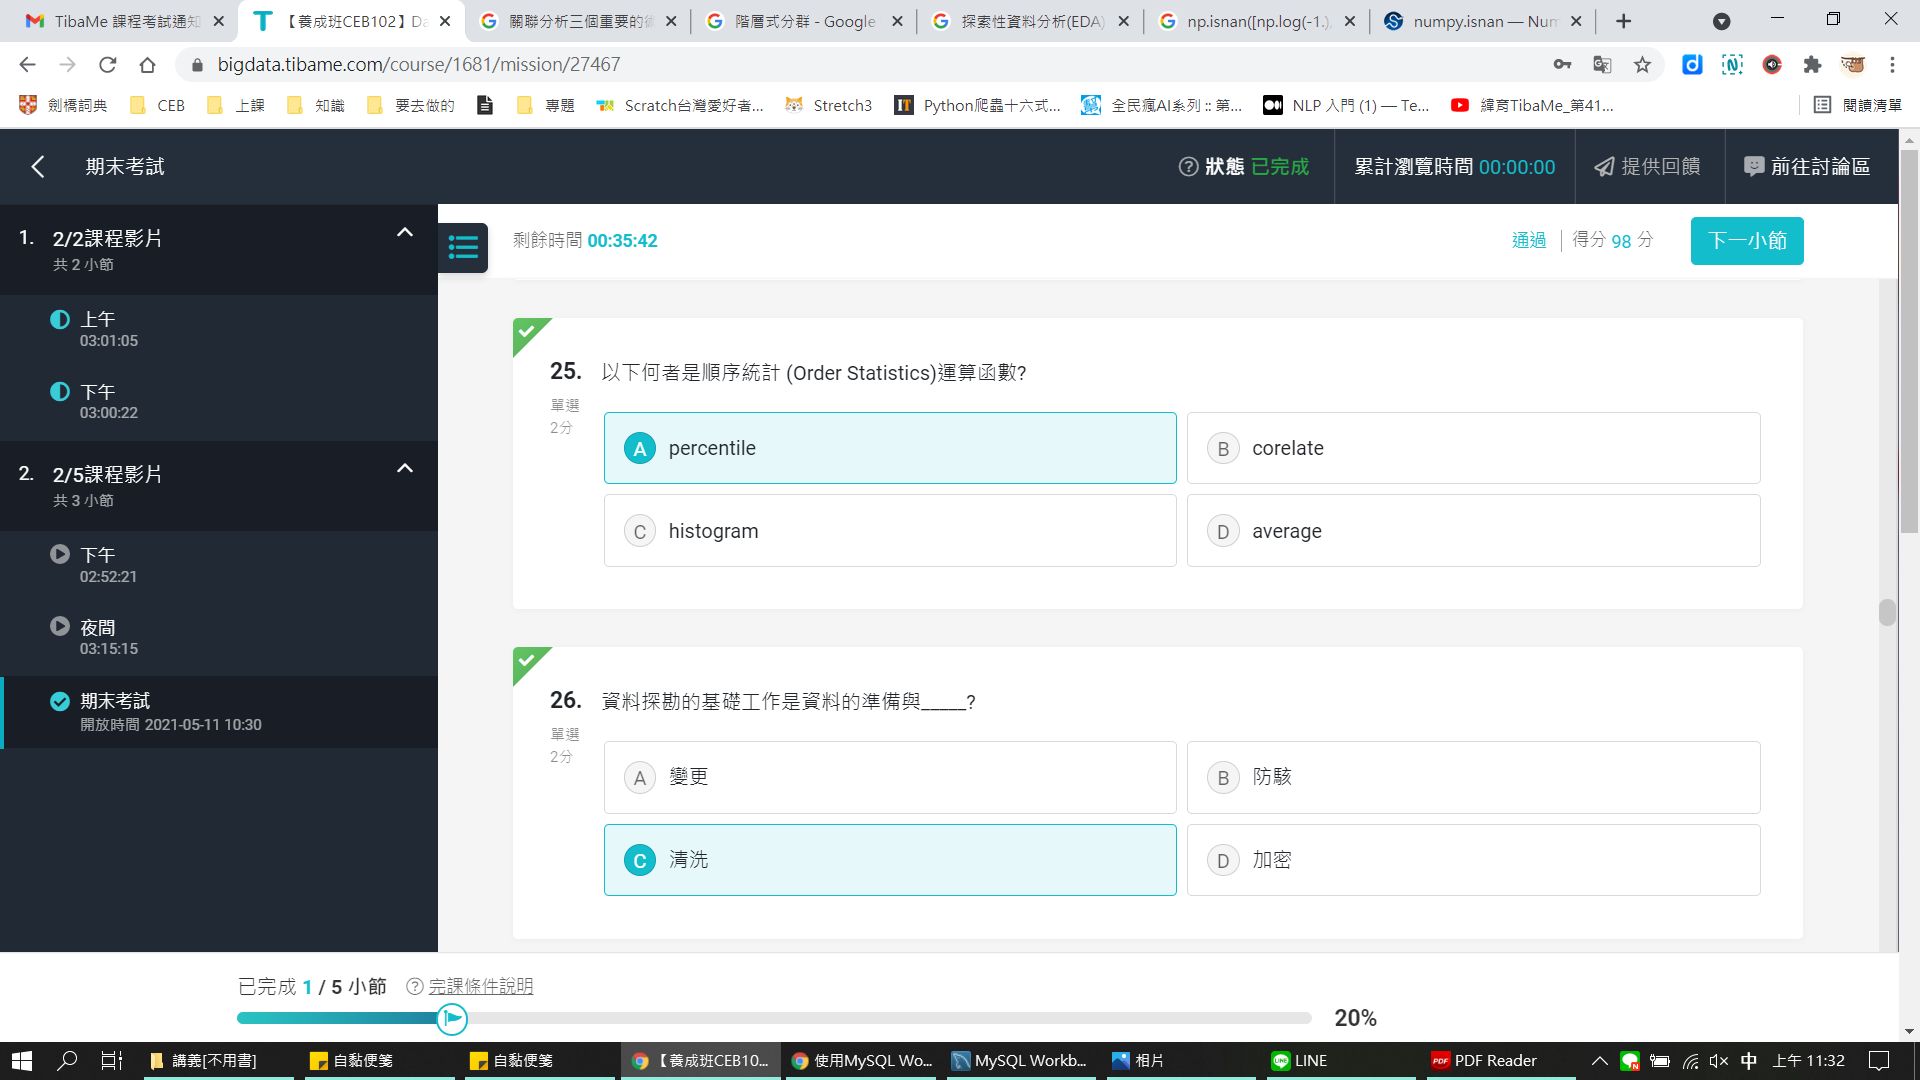 TibaMe 課程考試通知
【養成班CEB102】Da
關聯分析三個重要的術
階層式分群 - Google
探索性資料分析(EDA)
np.isnan([np.log(-1.),
numpy.isnan — Num
bigdata.tibame.com/course/1681/mission/27467
劍橋詞典
CEB
上課
知識
要去做的
專題
Scratch台灣愛好者...
Stretch3
Python爬蟲十六式...
全民瘋AI系列 :: 第...
NLP 入門 (1) — Te...
緯育TibaMe_第41...
閱讀清單
期末考試
狀態 已完成
累計瀏覽時間 00:00:00
提供回饋
前往討論區
1. 2/2課程影片
共 2 小節
上午
03:01:05
下午
03:00:22
2. 2/5課程影片
共 3 小節
下午
02:52:21
夜間
03:15:15
期末考試
開放時間 2021-05-11 10:30
剩餘時間 00:35:42
通過
得分 98 分
下一小節
25. 以下何者是順序統計 (Order Statistics)運算函數?
單選
2分
A percentile
B corelate
C histogram
D average
26. 資料探勘的基礎工作是資料的準備與_____?
單選
2分
A 變更
B 防駭
C 清洗
D 加密
已完成 1 / 5 小節
完課條件說明
20%
講義[不用書]
自黏便箋
自黏便箋
【養成班CEB10...
使用MySQL Wo...
MySQL Workb...
相片
LINE
PDF Reader
中
上午 11:32